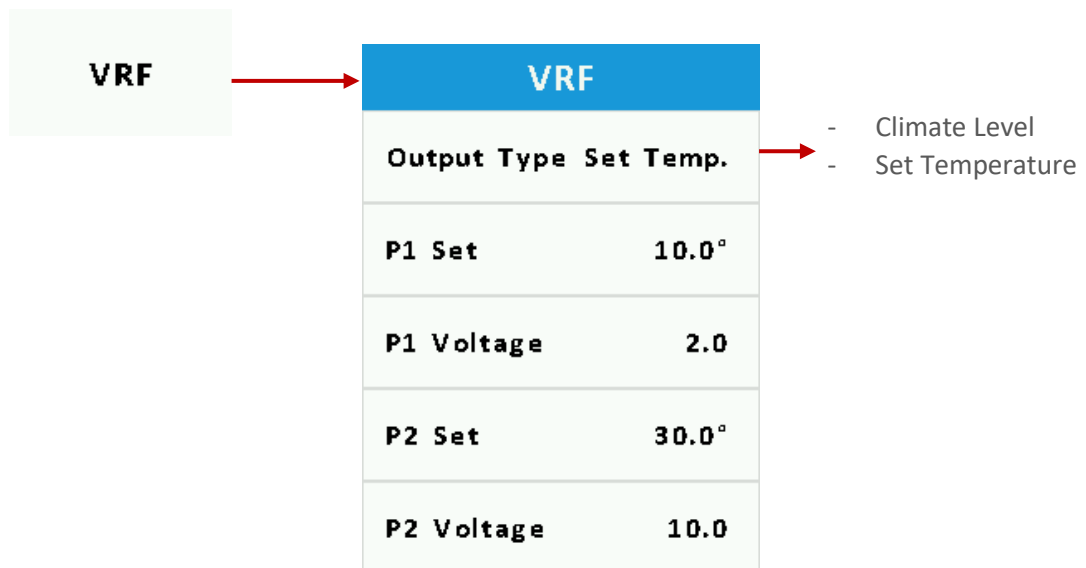 VRF
VRF
Output Type Set Temp.
- Climate Level
- Set Temperature
P1 Set 10.0°
P1 Voltage 2.0
P2 Set 30.0°
P2 Voltage 10.0